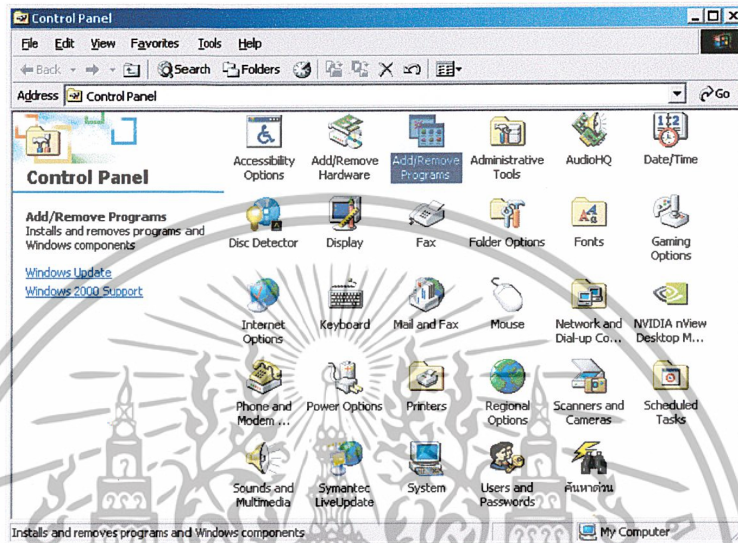 Control Panel
File Edit View Favorites Tools Help
Back Search Folders
Address Control Panel Go
Control Panel
Add/Remove Programs
Installs and removes programs and
Windows components
Windows Update
Windows 2000 Support
Accessibility
Options
Add/Remove
Hardware
Add/Remove
Programs
Administrative
Tools
AudioHQ
Date/Time
Disc Detector
Display
Fax
Folder Options
Fonts
Gaming
Options
Internet
Options
Keyboard
Mail and Fax
Mouse
Network and
Dial-up Co...
NVIDIA nView
Desktop M...
Phone and
Modem ...
Power Options
Printers
Regional
Options
Scanners and
Cameras
Scheduled
Tasks
Sounds and
Multimedia
Symantec
LiveUpdate
System
Users and
Passwords
ค้นหาด่วน
Installs and removes programs and Windows components
My Computer